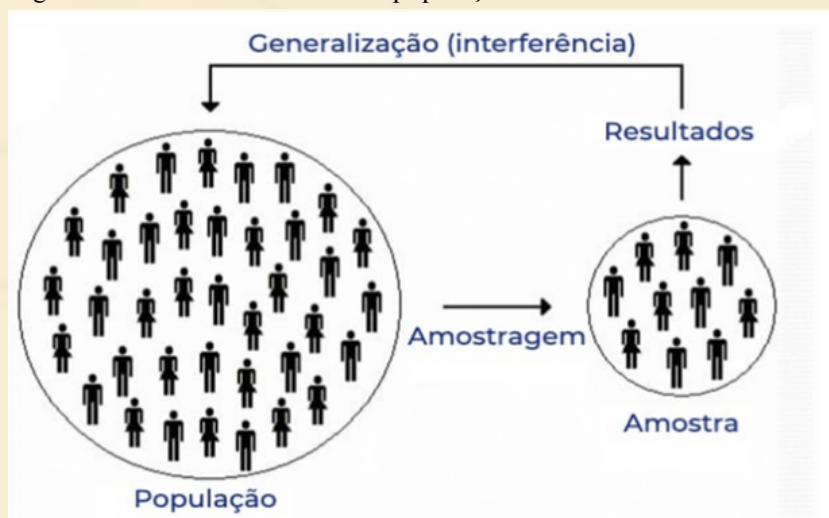 Generalização (interferência)
Resultados
Amostragem
Amostra
População